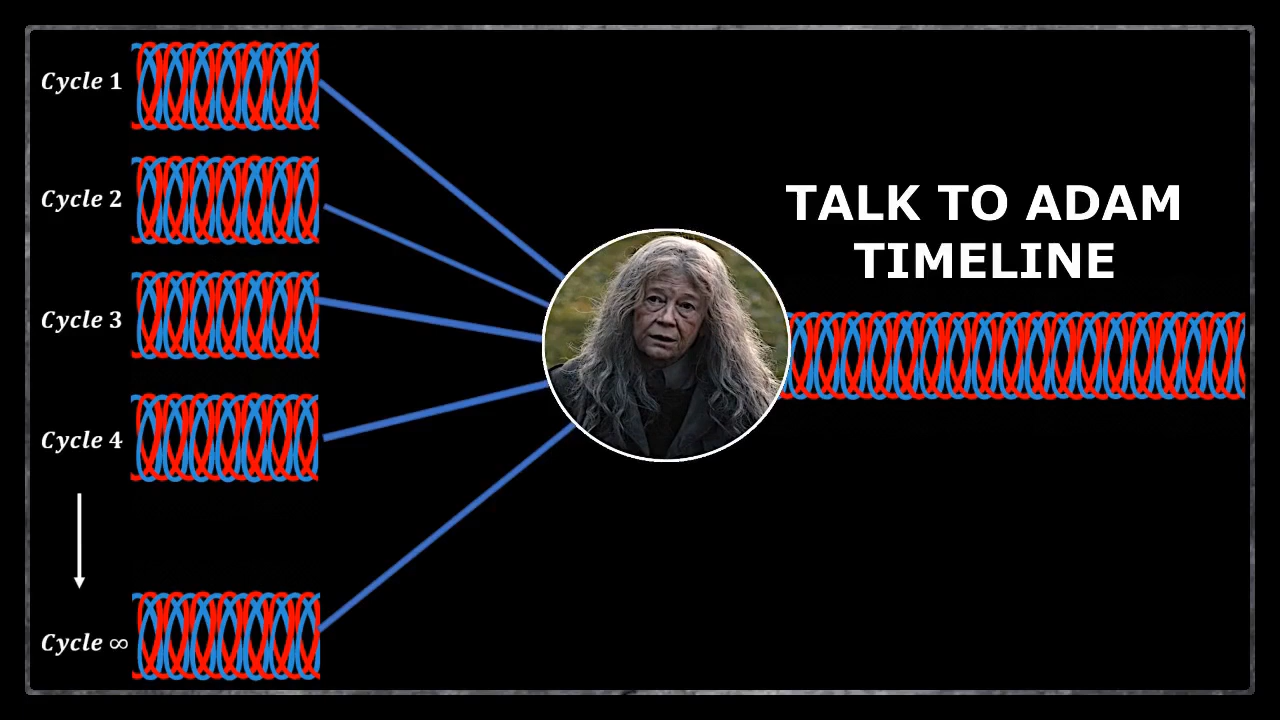 Cycle 1
Cycle 2
Cycle 3
Cycle 4
Cycle ∞
TALK TO ADAM
TIMELINE